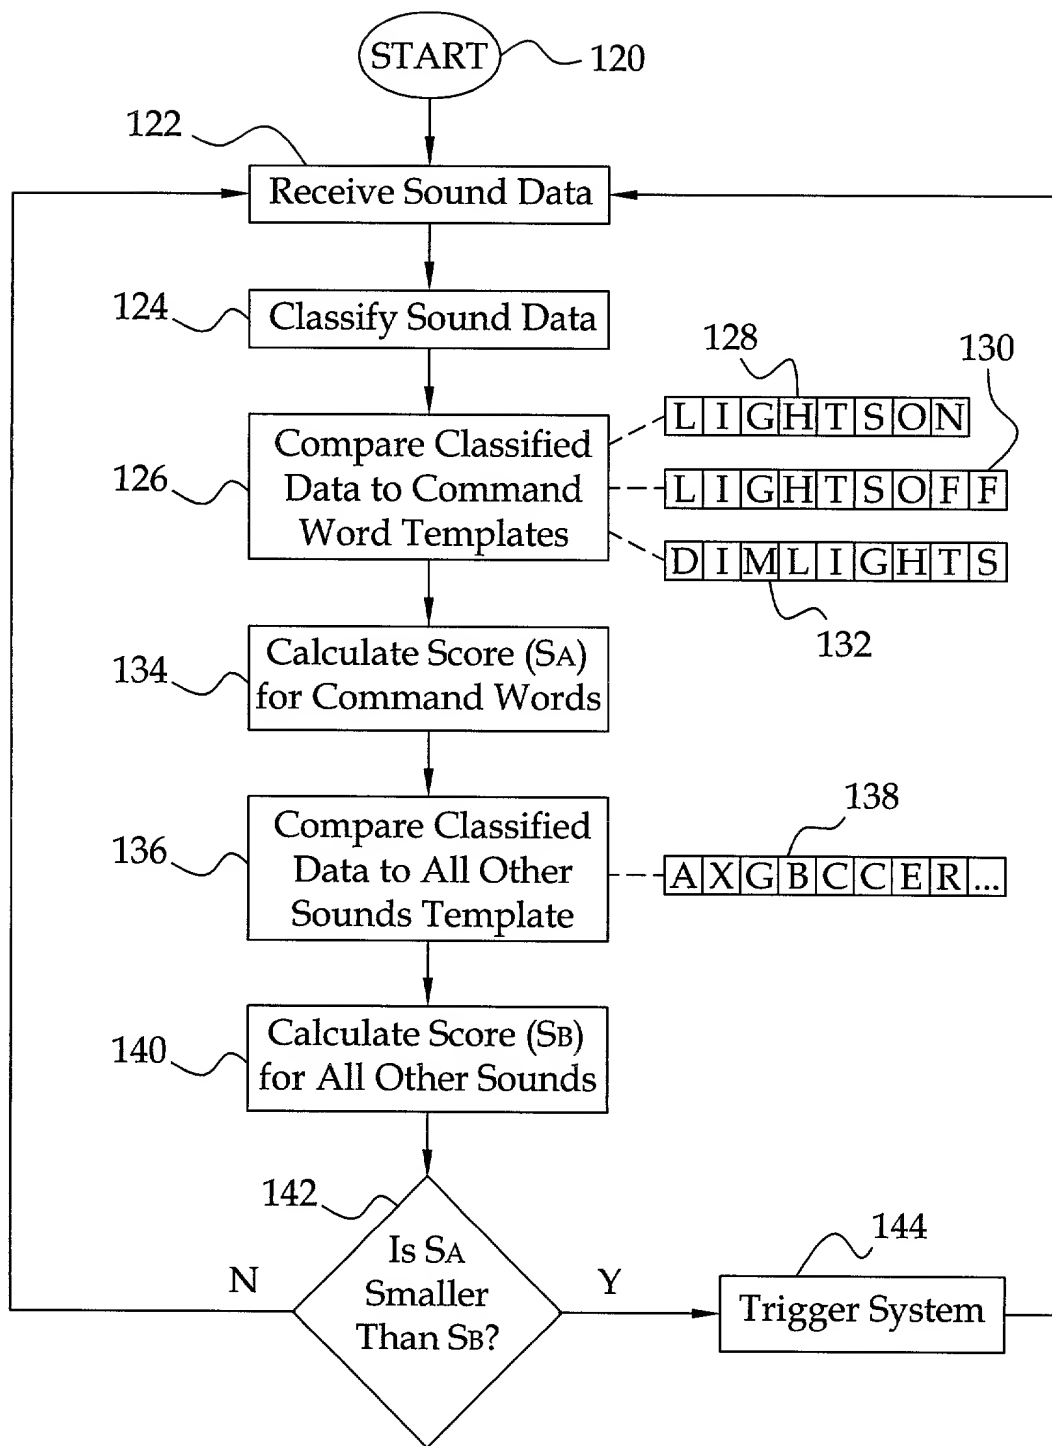 START
120
122
Receive Sound Data
124
Classify Sound Data
128
130
LIGHTSON
126
Compare Classified
Data to Command
Word Templates
LIGHTSOFF
DIMLIGHTS
132
134
Calculate Score (SA)
for Command Words
138
136
Compare Classified
Data to All Other
Sounds Template
AXGBCCER...
140
Calculate Score (SB)
for All Other Sounds
142
144
Is SA
Smaller
Than SB?
N
Y
Trigger System